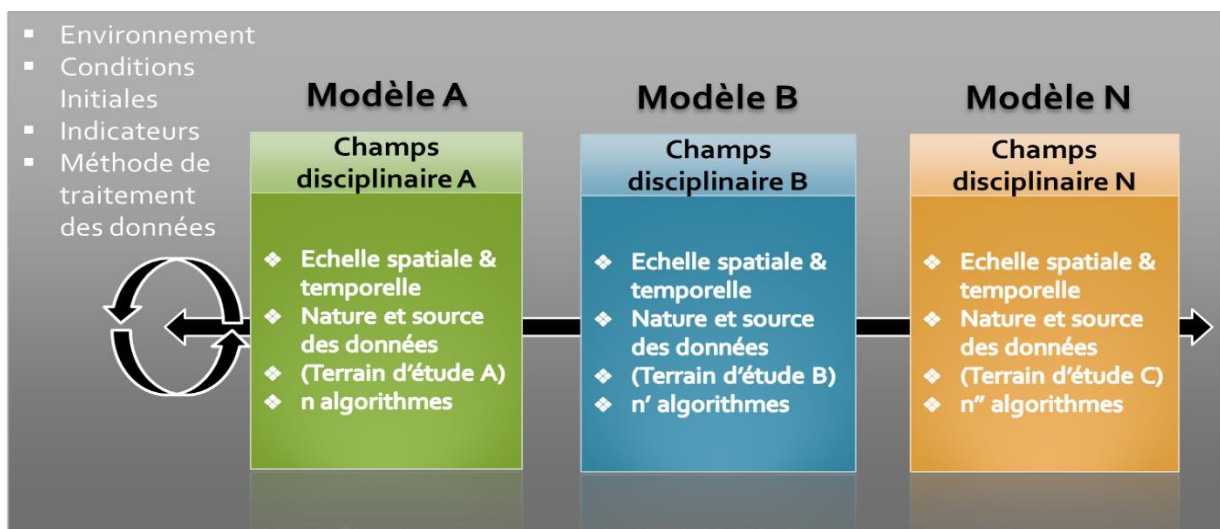 ▪ Environnement
▪ Conditions
Initiales
▪ Indicateurs
▪ Méthode de
traitement
des données
Modèle A
Champs
disciplinaire A
❖ Echelle spatiale &
temporelle
❖ Nature et source
des données
❖ (Terrain d'étude A)
❖ n algorithmes
Modèle B
Champs
disciplinaire B
❖ Echelle spatiale &
temporelle
❖ Nature et source
des données
❖ (Terrain d'étude B)
❖ n' algorithmes
Modèle N
Champs
disciplinaire N
❖ Echelle spatiale &
temporelle
❖ Nature et source
des données
❖ (Terrain d'étude C)
❖ n" algorithmes